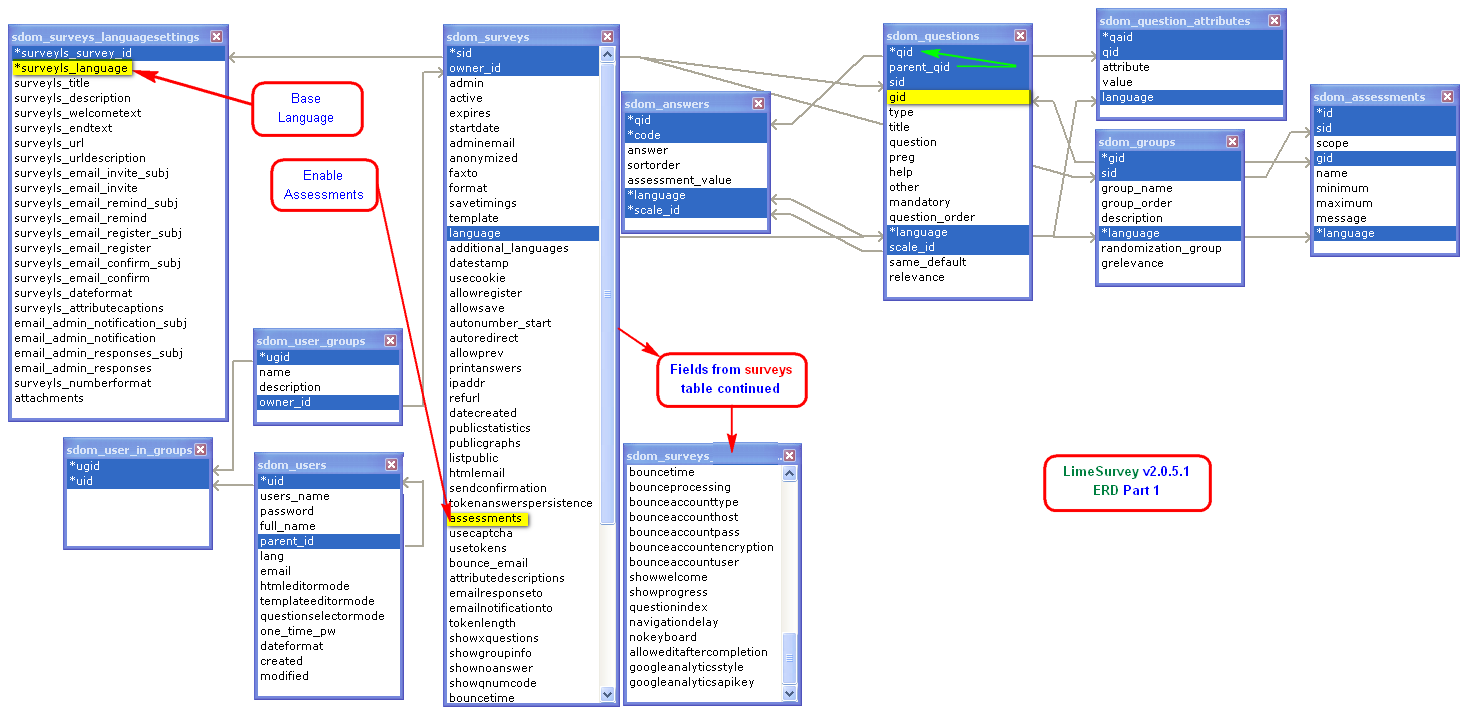 sdom_surveys_languagesettings
*surveyls_survey_id
*surveyls_language
surveyls_title
surveyls_description
surveyls_welcometext
surveyls_endtext
surveyls_url
surveyls_urldescription
surveyls_email_invite_subj
surveyls_email_invite
surveyls_email_remind_subj
surveyls_email_remind
surveyls_email_register_subj
surveyls_email_register
surveyls_email_confirm_subj
surveyls_email_confirm
surveyls_dateformat
surveyls_attributecaptions
email_admin_notification_subj
email_admin_notification
email_admin_responses_subj
email_admin_responses
surveyls_numberformat
attachments
Base
Language
Enable
Assessments
sdom_user_groups
*ugid
name
description
owner_id
sdom_user_in_groups
*ugid
*uid
sdom_users
*uid
users_name
password
full_name
parent_id
lang
email
htmleditormode
templateeditormode
questionselectormode
one_time_pw
dateformat
created
modified
sdom_surveys
*sid
owner_id
admin
active
expires
startdate
adminemail
anonymized
faxto
format
savetimings
template
language
additional_languages
datestamp
usecookie
allowregister
allowsave
autonumber_start
autoredirect
allowprev
printanswers
ipaddr
refurl
datecreated
publicstatistics
publicgraphs
listpublic
htmlemail
sendconfirmation
tokenanswerspersistence
assessments
usecaptcha
usetokens
bounce_email
attributedescriptions
emailresponseto
emailnotificationto
tokenlength
showxquestions
showgroupinfo
shownoanswer
showqnumcode
bouncetime
sdom_answers
*qid
*code
answer
sortorder
assessment_value
*language
*scale_id
Fields from surveys
table continued
sdom_surveys_ ..
bouncetime
bounceprocessing
bounceaccounttype
bounceaccounthost
bounceaccountpass
bounceaccountencryption
bounceaccountuser
showwelcome
showprogress
questionindex
navigationdelay
nokeyboard
alloweditaftercompletion
googleanalyticsstyle
googleanalyticsapikey
sdom_questions
*qid
parent_qid
sid
gid
type
title
question
preg
help
other
mandatory
question_order
*language
scale_id
same_default
relevance
sdom_question_attributes
*qaid
qid
attribute
value
language
sdom_groups
*gid
sid
group_name
group_order
description
*language
randomization_group
grelevance
sdom_assessments
*id
sid
scope
gid
name
minimum
maximum
message
*language
LimeSurvey v2.0.5.1
ERD Part 1